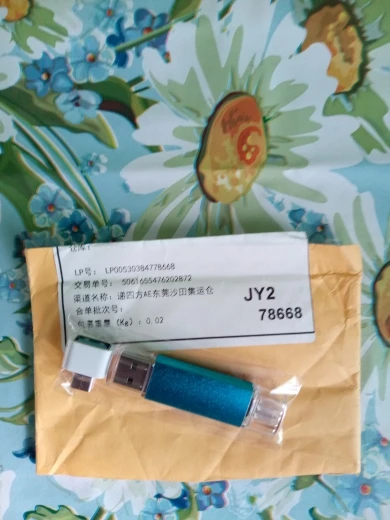 LP号: LP00530384778668
交易单号: 5061655476202872
渠道名称: 递四方AE东莞沙田集运仓
合单批次号:
包裹重量 (Kg) : 0.02
JY2
78668